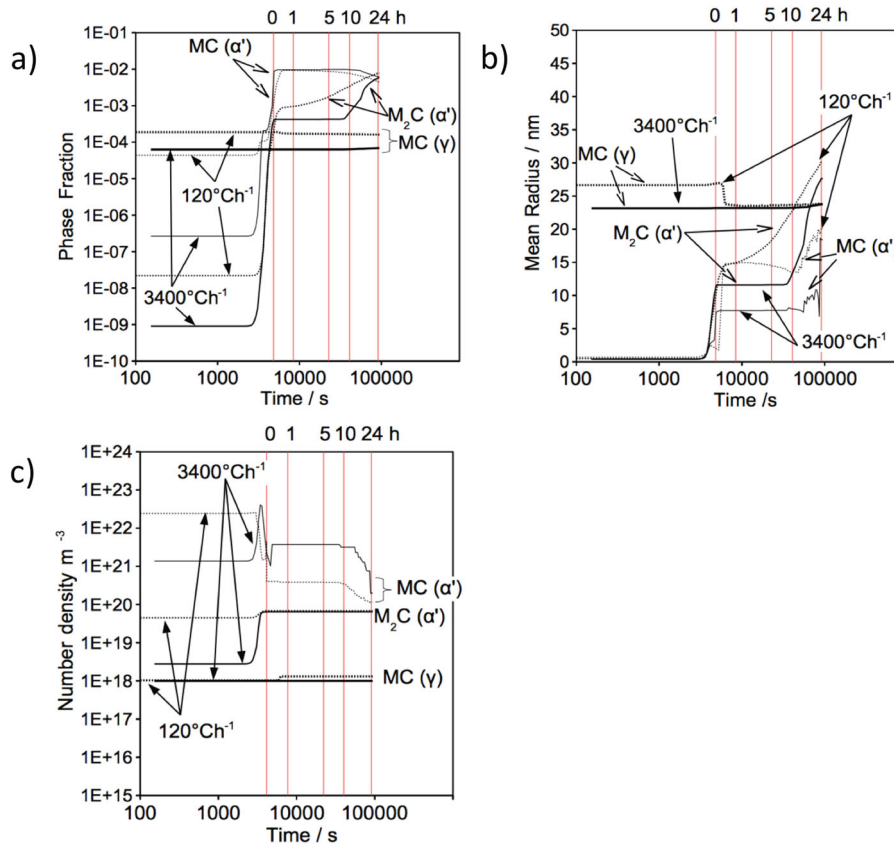 a)
0 1 5 10 24 h
1E-01
1E-02
1E-03
1E-04
1E-05
1E-06
1E-07
1E-08
1E-09
1E-10
Phase Fraction
MC (α')
M₂C (α')
MC (γ)
120°Ch⁻¹
3400°Ch⁻¹
100 1000 10000 100000
Time / s
b)
0 1 5 10 24 h
50
45
40
35
30
25
20
15
10
5
0
Mean Radius / nm
120°Ch⁻¹
3400°Ch⁻¹
MC (γ)
M₂C (α')
MC (α')
3400°Ch⁻¹
100 1000 10000 100000
Time / s
c)
0 1 5 10 24 h
1E+24
1E+23
1E+22
1E+21
1E+20
1E+19
1E+18
1E+17
1E+16
1E+15
Number density m⁻³
3400°Ch⁻¹
MC (α')
M₂C (α')
MC (γ)
120°Ch⁻¹
100 1000 10000 100000
Time / s